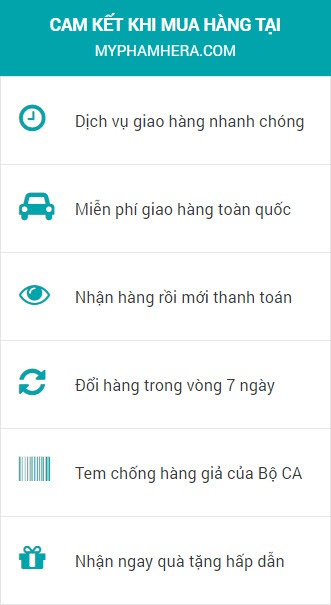 CAM KẾT KHI MUA HÀNG TẠI
MYPHAMHERA.COM
Dịch vụ giao hàng nhanh chóng
Miễn phí giao hàng toàn quốc
Nhận hàng rồi mới thanh toán
Đổi hàng trong vòng 7 ngày
Tem chống hàng giả của Bộ CA
Nhận ngay quà tặng hấp dẫn